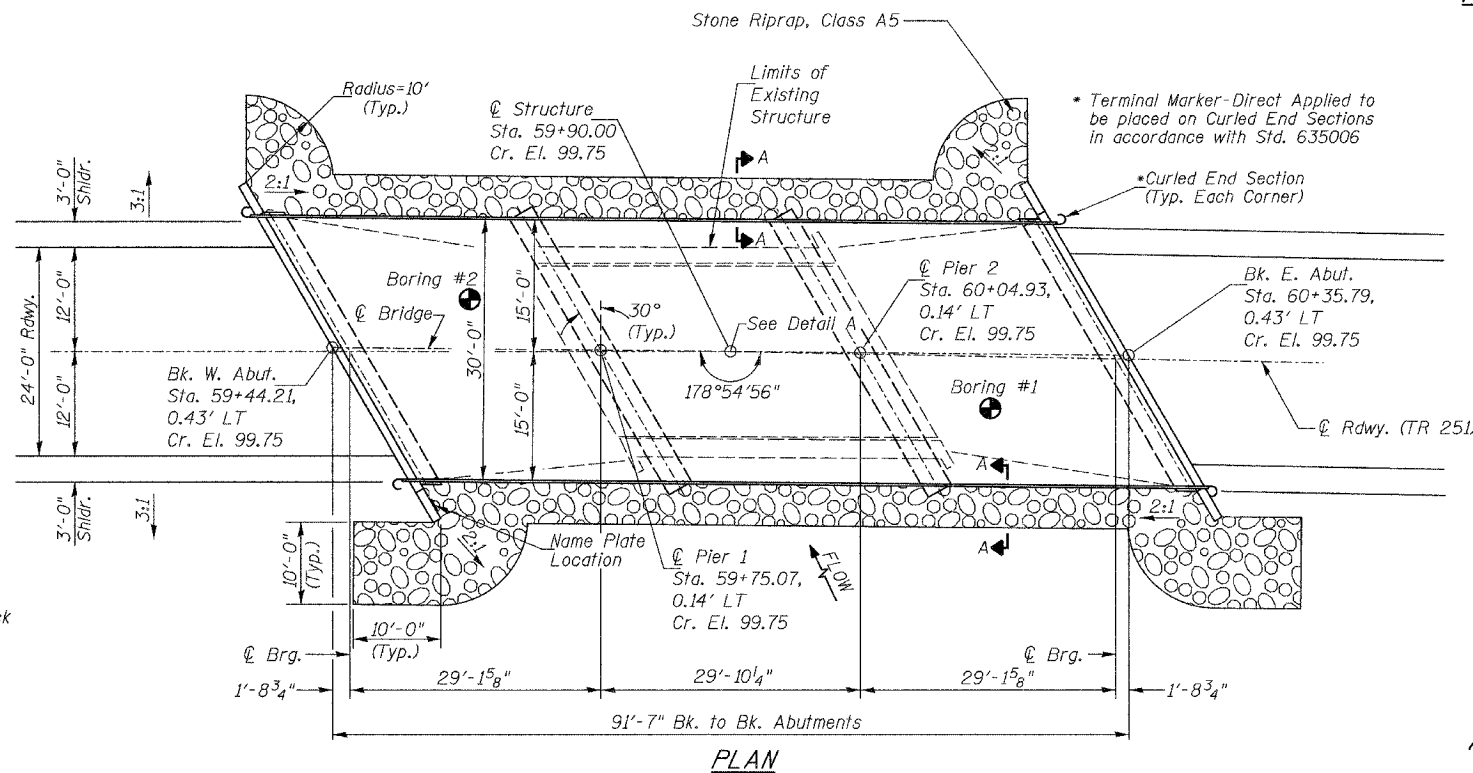 Stone Riprap, Class A5
Radius=10'
(Typ.)
℄ Structure
Sta. 59+90.00
Cr. El. 99.75
Limits of
Existing
Structure
* Terminal Marker-Direct Applied to
be placed on Curled End Sections
in accordance with Std. 635006
*Curled End Section
(Typ. Each Corner)
A
A
3'-0"
Shldr.
3:1
2:1
2:1
24'-0" Rdwy.
12'-0"
12'-0"
Boring #2
℄ Bridge
30'-0"
15'-0"
15'-0"
30°
(Typ.)
See Detail A
178°54'56"
℄ Pier 2
Sta. 60+04.93,
0.14' LT
Cr. El. 99.75
Bk. E. Abut.
Sta. 60+35.79,
0.43' LT
Cr. El. 99.75
Bk. W. Abut.
Sta. 59+44.21,
0.43' LT
Cr. El. 99.75
Boring #1
℄ Rdwy. (TR 251)
3'-0"
Shldr.
3:1
2:1
2:1
A
A
10'-0"
(Typ.)
Name Plate
Location
℄ Pier 1
Sta. 59+75.07,
0.14' LT
Cr. El. 99.75
FLOW
10'-0"
(Typ.)
℄ Brg.
℄ Brg.
1'-8¾"
29'-1⅝"
29'-10¼"
29'-1⅝"
1'-8¾"
91'-7" Bk. to Bk. Abutments
PLAN